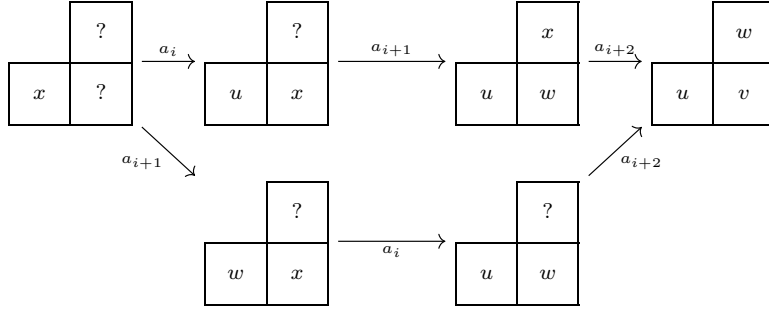 ? ? x w
a_i a_{i+1} a_{i+2}
x ? u x u w u v
a_{i+1} a_{i+2}
? ?
a_i
w x u w